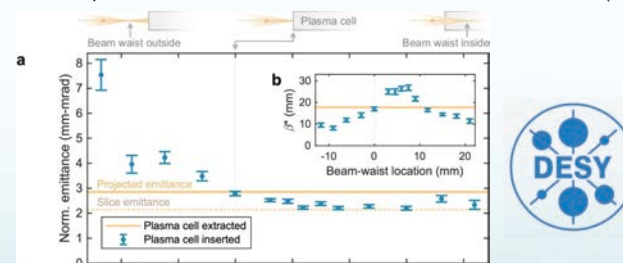 Beam waist outside
Plasma cell
Beam waist inside
a
8
7
6
5
4
3
2
1
0
Norm. emittance (mm-mrad)
Projected emittance
Slice emittance
Plasma cell extracted
Plasma cell inserted
b
30
20
10
0
β* (mm)
-10 0 10 20
Beam-waist location (mm)
DESY